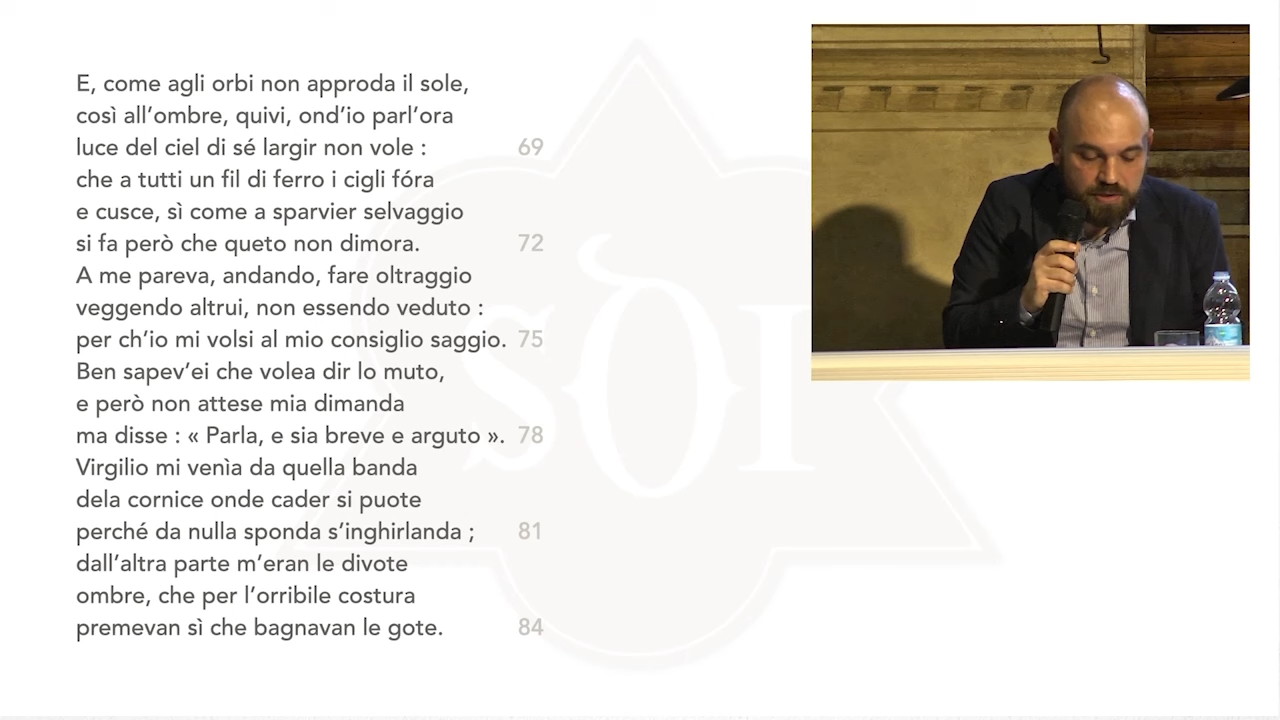 E, come agli orbi non approda il sole,
così all’ombre, quivi, ond’io parl’ora
luce del ciel di sé largir non vole : 69
che a tutti un fil di ferro i cigli fóra
e cusce, sì come a sparvier selvaggio
si fa però che queto non dimora. 72
A me pareva, andando, fare oltraggio
veggendo altrui, non essendo veduto :
per ch’io mi volsi al mio consiglio saggio. 75
Ben sapev’ei che volea dir lo muto,
e però non attese mia dimanda
ma disse : « Parla, e sia breve e arguto ». 78
Virgilio mi venìa da quella banda
dela cornice onde cader si puote
perché da nulla sponda s’inghirlanda ; 81
dall’altra parte m’eran le divote
ombre, che per l’orribile costura
premevan sì che bagnavan le gote. 84
SÒI